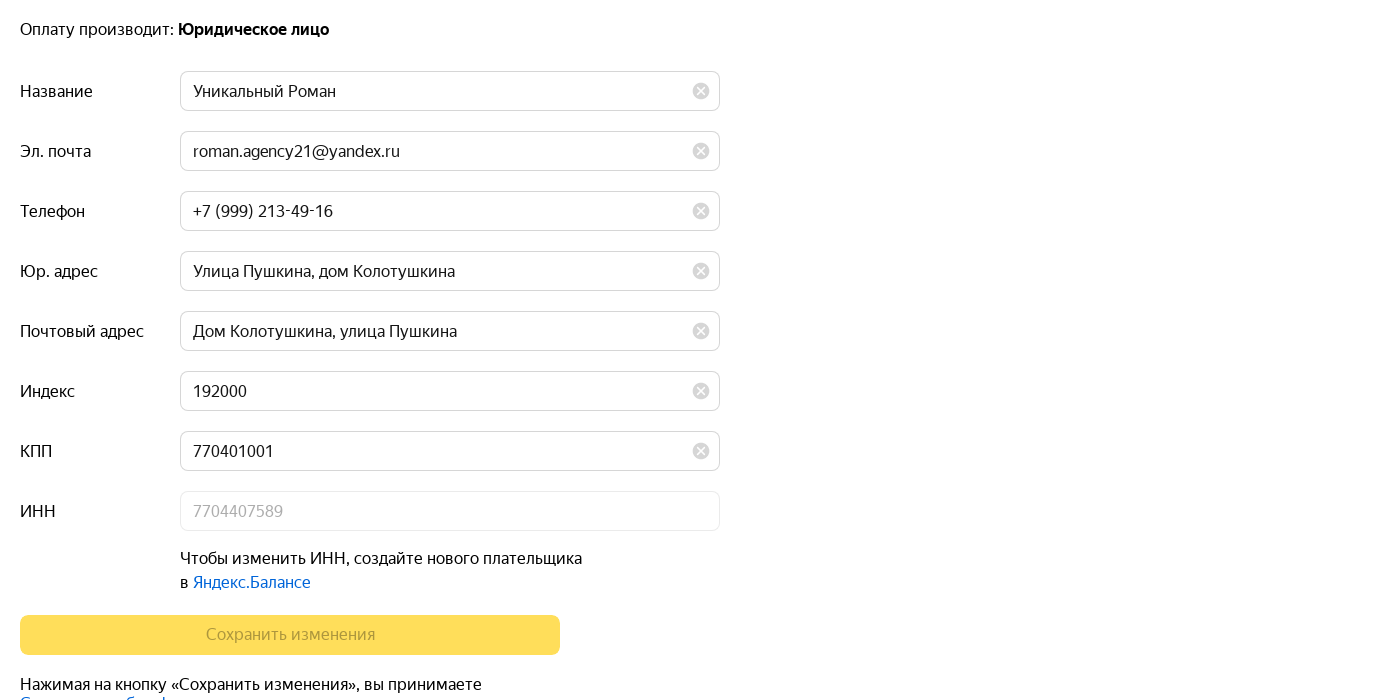 Оплату производит: Юридическое лицо
Название
Уникальный Роман
Эл. почта
roman.agency21@yandex.ru
Телефон
+7 (999) 213-49-16
Юр. адрес
Улица Пушкина, дом Колотушкина
Почтовый адрес
Дом Колотушкина, улица Пушкина
Индекс
192000
КПП
770401001
ИНН
7704407589
Чтобы изменить ИНН, создайте нового плательщика
в Яндекс.Балансе
Сохранить изменения
Нажимая на кнопку «Сохранить изменения», вы принимаете